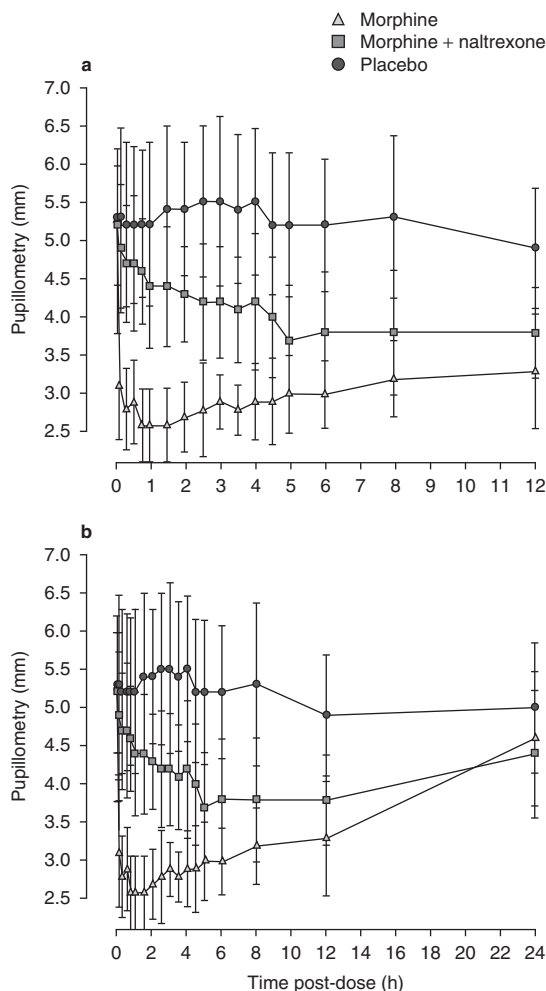 Morphine
Morphine + naltrexone
Placebo
a
7.0
6.5
6.0
5.5
5.0
4.5
4.0
3.5
3.0
2.5
Pupillometry (mm)
0 1 2 3 4 5 6 7 8 9 10 11 12
b
7.0
6.5
6.0
5.5
5.0
4.5
4.0
3.5
3.0
2.5
Pupillometry (mm)
0 2 4 6 8 10 12 14 16 18 20 22 24
Time post-dose (h)